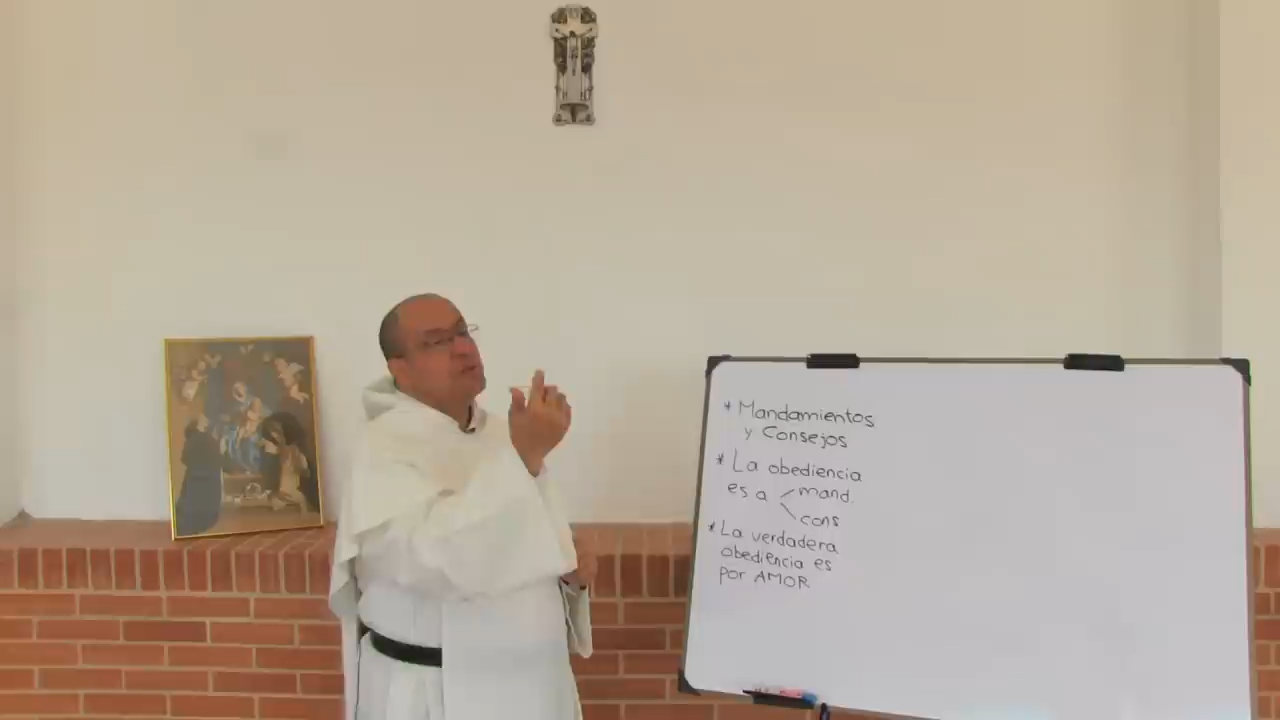 * Mandamientos
y Consejos
* La obediencia
es a mand.
cons
* La verdadera
obediencia es
por AMOR